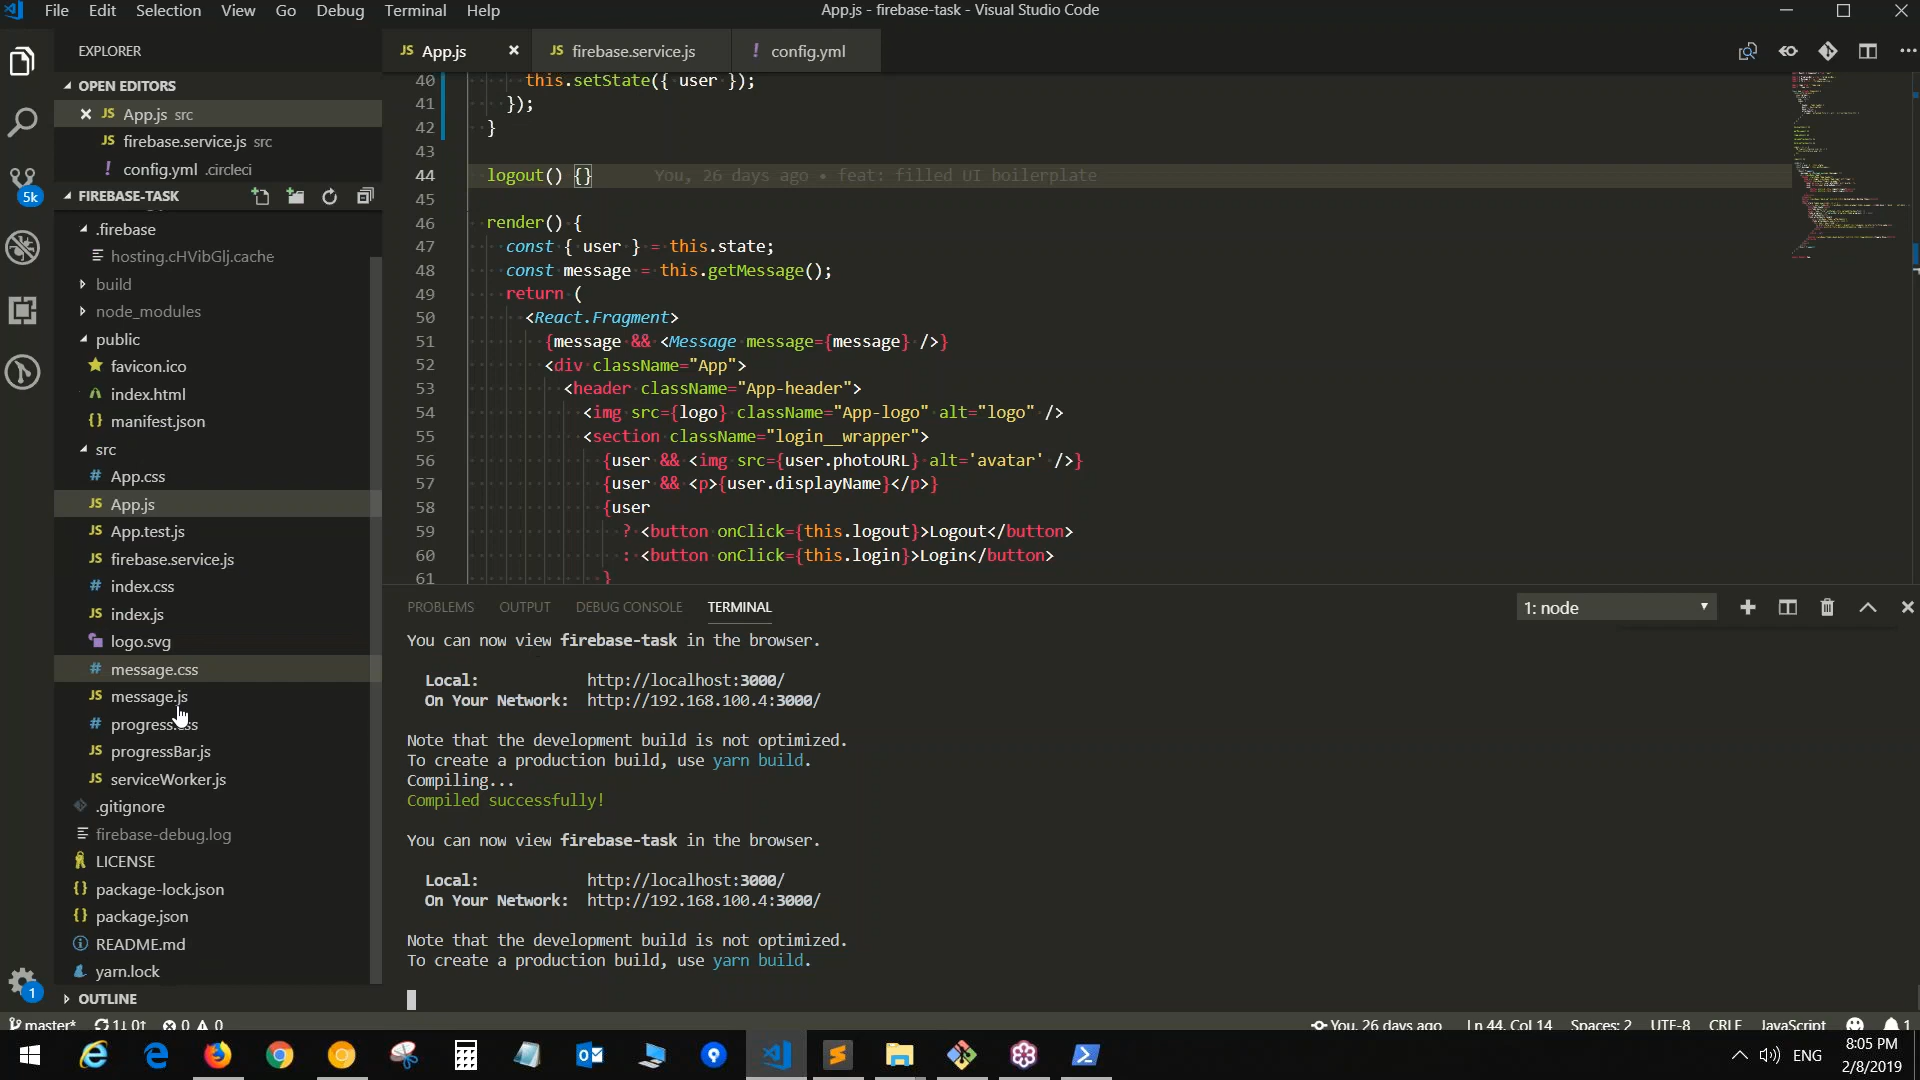 File Edit Selection View Go Debug Terminal Help
App.js - firebase-task - Visual Studio Code
EXPLORER
OPEN EDITORS
App.js src
firebase.service.js src
config.yml .circleci
FIREBASE-TASK
.firebase
hosting.cHVibGlj.cache
build
node_modules
public
favicon.ico
index.html
manifest.json
src
App.css
App.js
App.test.js
firebase.service.js
index.css
index.js
logo.svg
message.css
message.js
progressBar.js
serviceWorker.js
.gitignore
firebase-debug.log
LICENSE
package-lock.json
package.json
README.md
yarn.lock
OUTLINE
5k
1
JS App.js
JS firebase.service.js
! config.yml
40 this.setState({ user });
41 });
42 }
43
44 logout() {} You, 26 days ago • feat: filled UI boilerplate
45
46 render() {
47 const { user } = this.state;
48 const message = this.getMessage();
49 return (
50 <React.Fragment>
51 {message && <Message message={message} />}
52 <div className="App">
53 <header className="App-header">
54 <img src={logo} className="App-logo" alt="logo" />
55 <section className="login__wrapper">
56 {user && <img src={user.photoURL} alt='avatar' />}
57 {user && <p>{user.displayName}</p>}
58 {user
59 ? <button onClick={this.logout}>Logout</button>
60 : <button onClick={this.login}>Login</button>
61 }
PROBLEMS OUTPUT DEBUG CONSOLE TERMINAL
1: node
You can now view firebase-task in the browser.
Local: http://localhost:3000/
On Your Network: http://192.168.100.4:3000/
Note that the development build is not optimized.
To create a production build, use yarn build.
Compiling...
Compiled successfully!
You can now view firebase-task in the browser.
Local: http://localhost:3000/
On Your Network: http://192.168.100.4:3000/
Note that the development build is not optimized.
To create a production build, use yarn build.
master* 1↓ 0↑ 0 0
You, 26 days ago Ln 44, Col 14 Spaces: 2 UTF-8 CRLF JavaScript 1
ENG
8:05 PM
2/8/2019